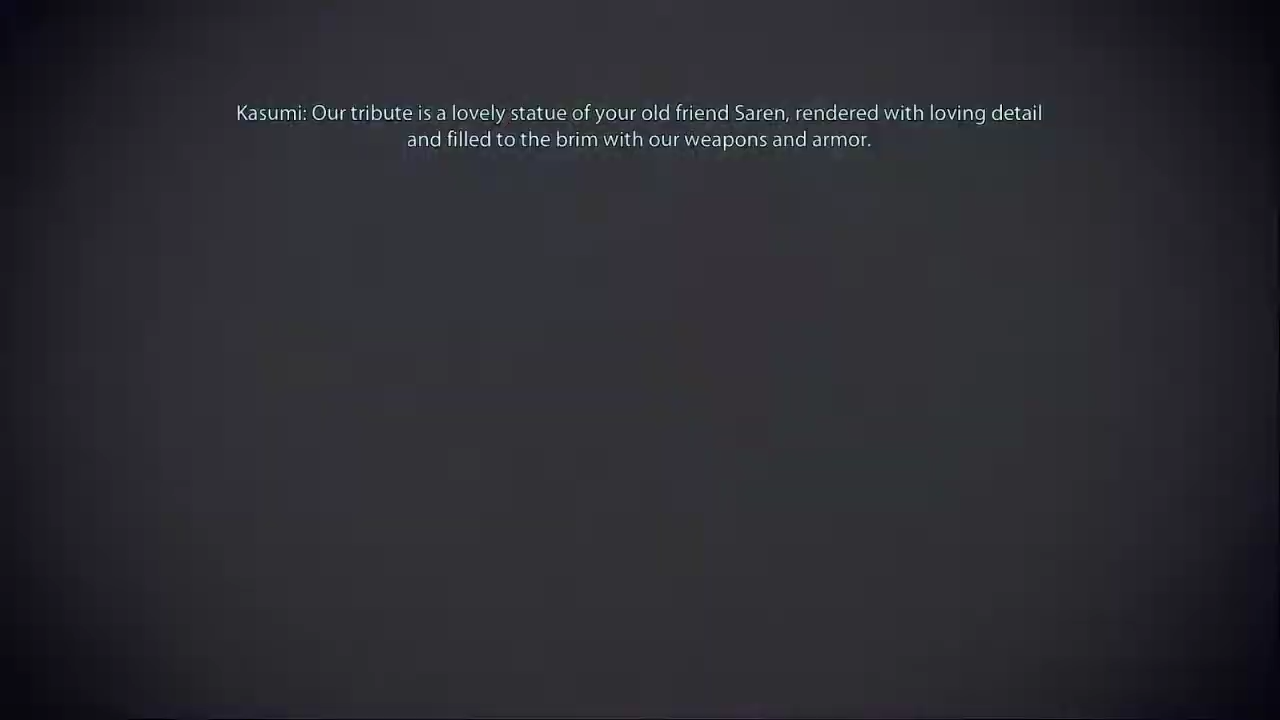 Kasumi: Our tribute is a lovely statue of your old friend Saren, rendered with loving detail
and filled to the brim with our weapons and armor.